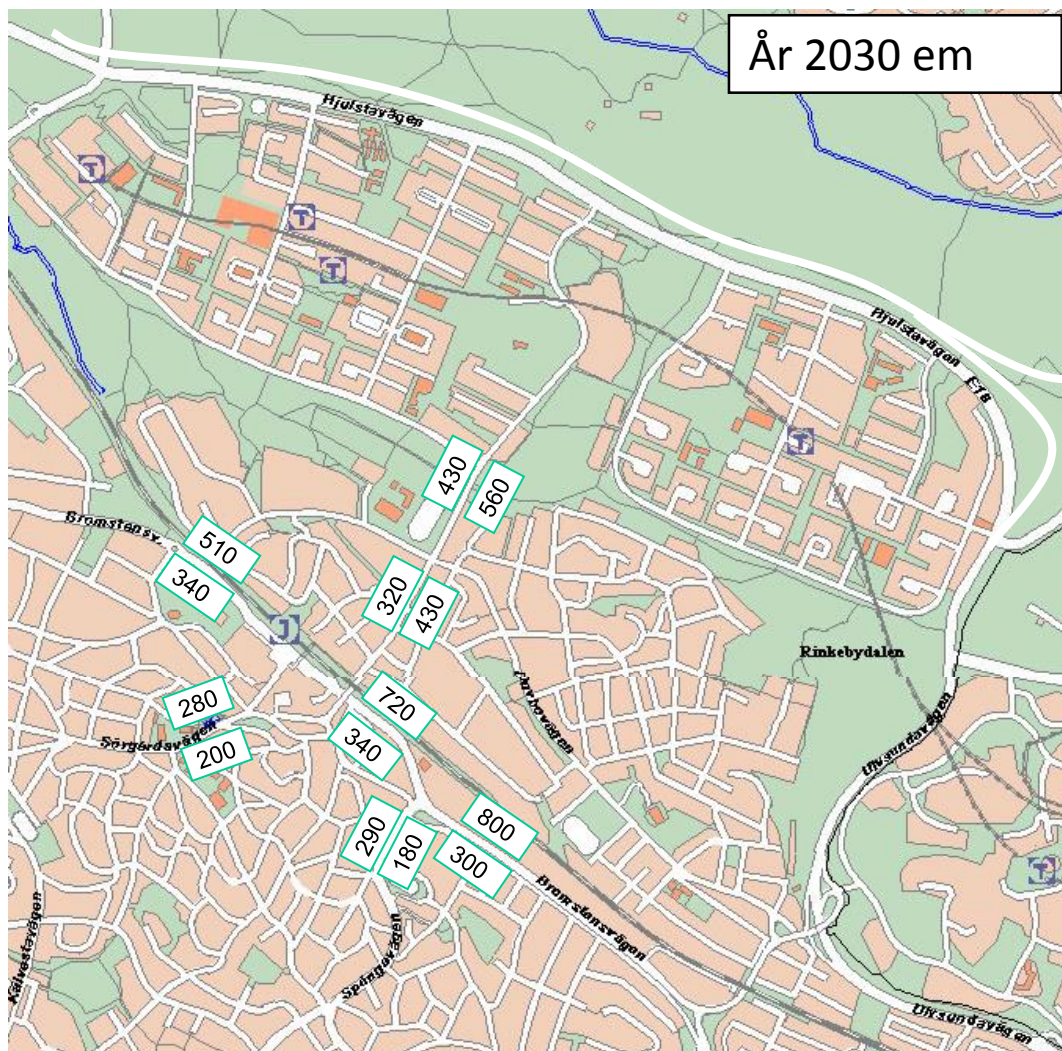 År 2030 em
Hjulstavägen
T
T
T
Hjulstavägen E18
T
430
560
Bromstensv.
510
340
320
430
J
Rinkebydalen
280
Sörgårdsvägen
200
720
340
Duvbovägen
Ulvsundavägen
290
180
800
300
T
Bromstensvägen
Spångavägen
Kälvestavägen
Ulvsundavägen